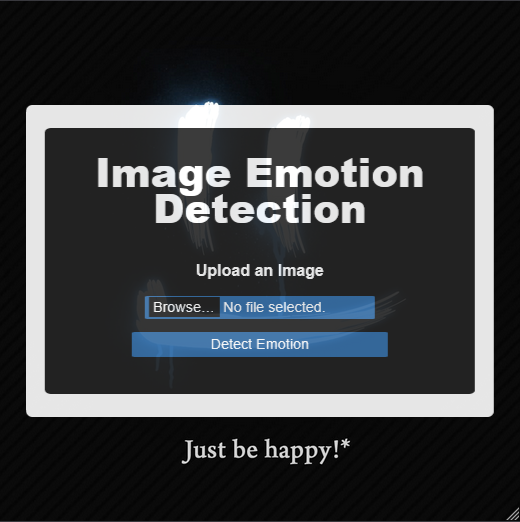 Image Emotion
Detection
Upload an Image
Browse... No file selected.
Detect Emotion
Just be happy!*